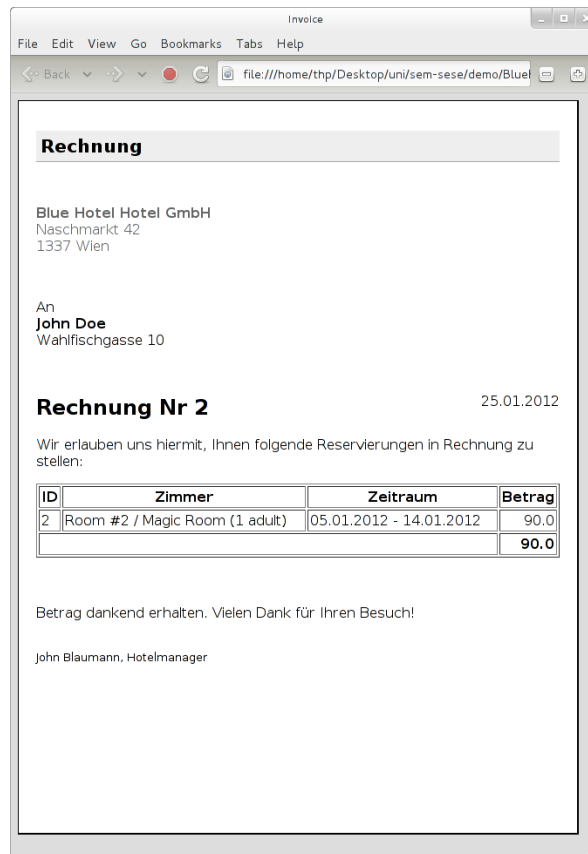 Invoice
File Edit View Go Bookmarks Tabs Help
Back file:///home/thp/Desktop/uni/sem-sese/demo/Blue
Rechnung
Blue Hotel Hotel GmbH
Naschmarkt 42
1337 Wien
An
John Doe
Wahlfischgasse 10
Rechnung Nr 2 25.01.2012
Wir erlauben uns hiermit, Ihnen folgende Reservierungen in Rechnung zu
stellen:
ID Zimmer Zeitraum Betrag
2 Room #2 / Magic Room (1 adult) 05.01.2012 - 14.01.2012 90.0
90.0
Betrag dankend erhalten. Vielen Dank für Ihren Besuch!
John Blaumann, Hotelmanager